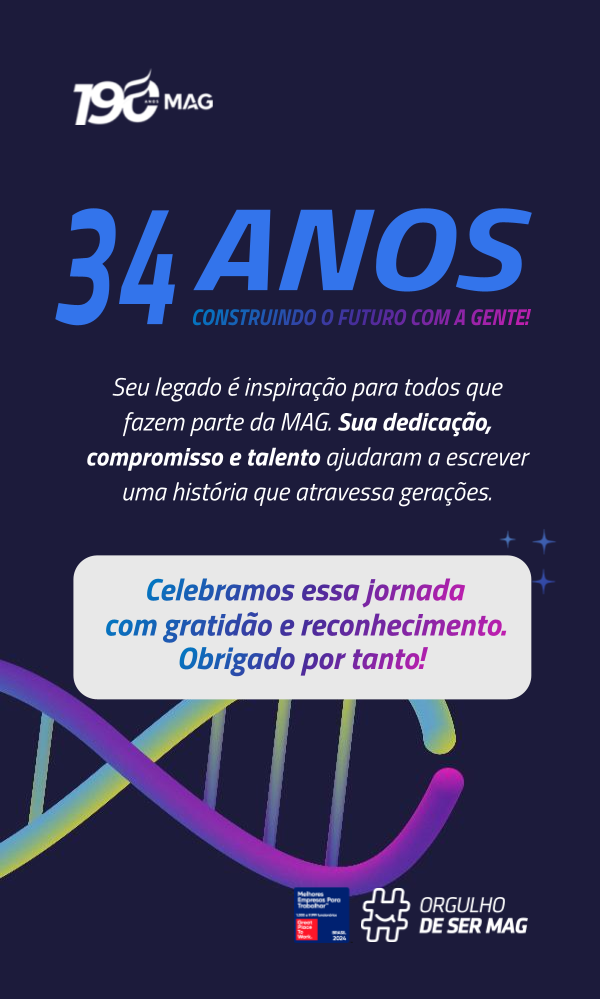 190
ANOS
MAG
34 ANOS
CONSTRUINDO O FUTURO COM A GENTE!
Seu legado é inspiração para todos que
fazem parte da MAG. Sua dedicação,
compromisso e talento ajudaram a escrever
uma história que atravessa gerações.
Celebramos essa jornada
com gratidão e reconhecimento.
Obrigado por tanto!
Melhores
Empresas Para
Trabalhar™
Great
Place
To
Work.
BRASIL
2024
ORGULHO
DE SER MAG